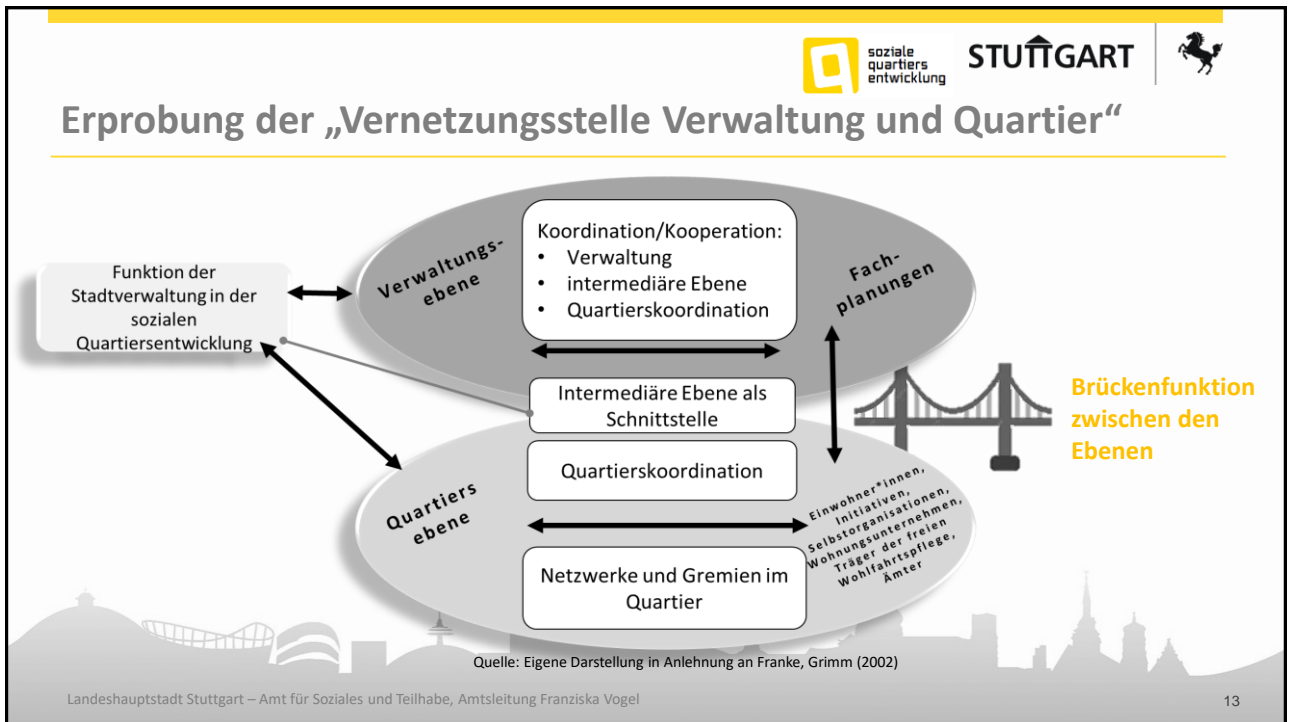 soziale
quartiers
entwicklung
STUTTGART
Erprobung der „Vernetzungsstelle Verwaltung und Quartier“
Funktion der
Stadtverwaltung in der
sozialen
Quartiersentwicklung
Verwaltungs-
ebene
Koordination/Kooperation:
• Verwaltung
• intermediäre Ebene
• Quartierskoordination
Fach-
planungen
Intermediäre Ebene als
Schnittstelle
Brückenfunktion
zwischen den
Ebenen
Quartierskoordination
Quartiers
ebene
Einwohner*innen,
Initiativen,
Selbstorganisationen,
Wohnungsunternehmen,
Träger der freien
Wohlfahrtspflege,
Ämter
Netzwerke und Gremien im
Quartier
Quelle: Eigene Darstellung in Anlehnung an Franke, Grimm (2002)
Landeshauptstadt Stuttgart – Amt für Soziales und Teilhabe, Amtsleitung Franziska Vogel
13